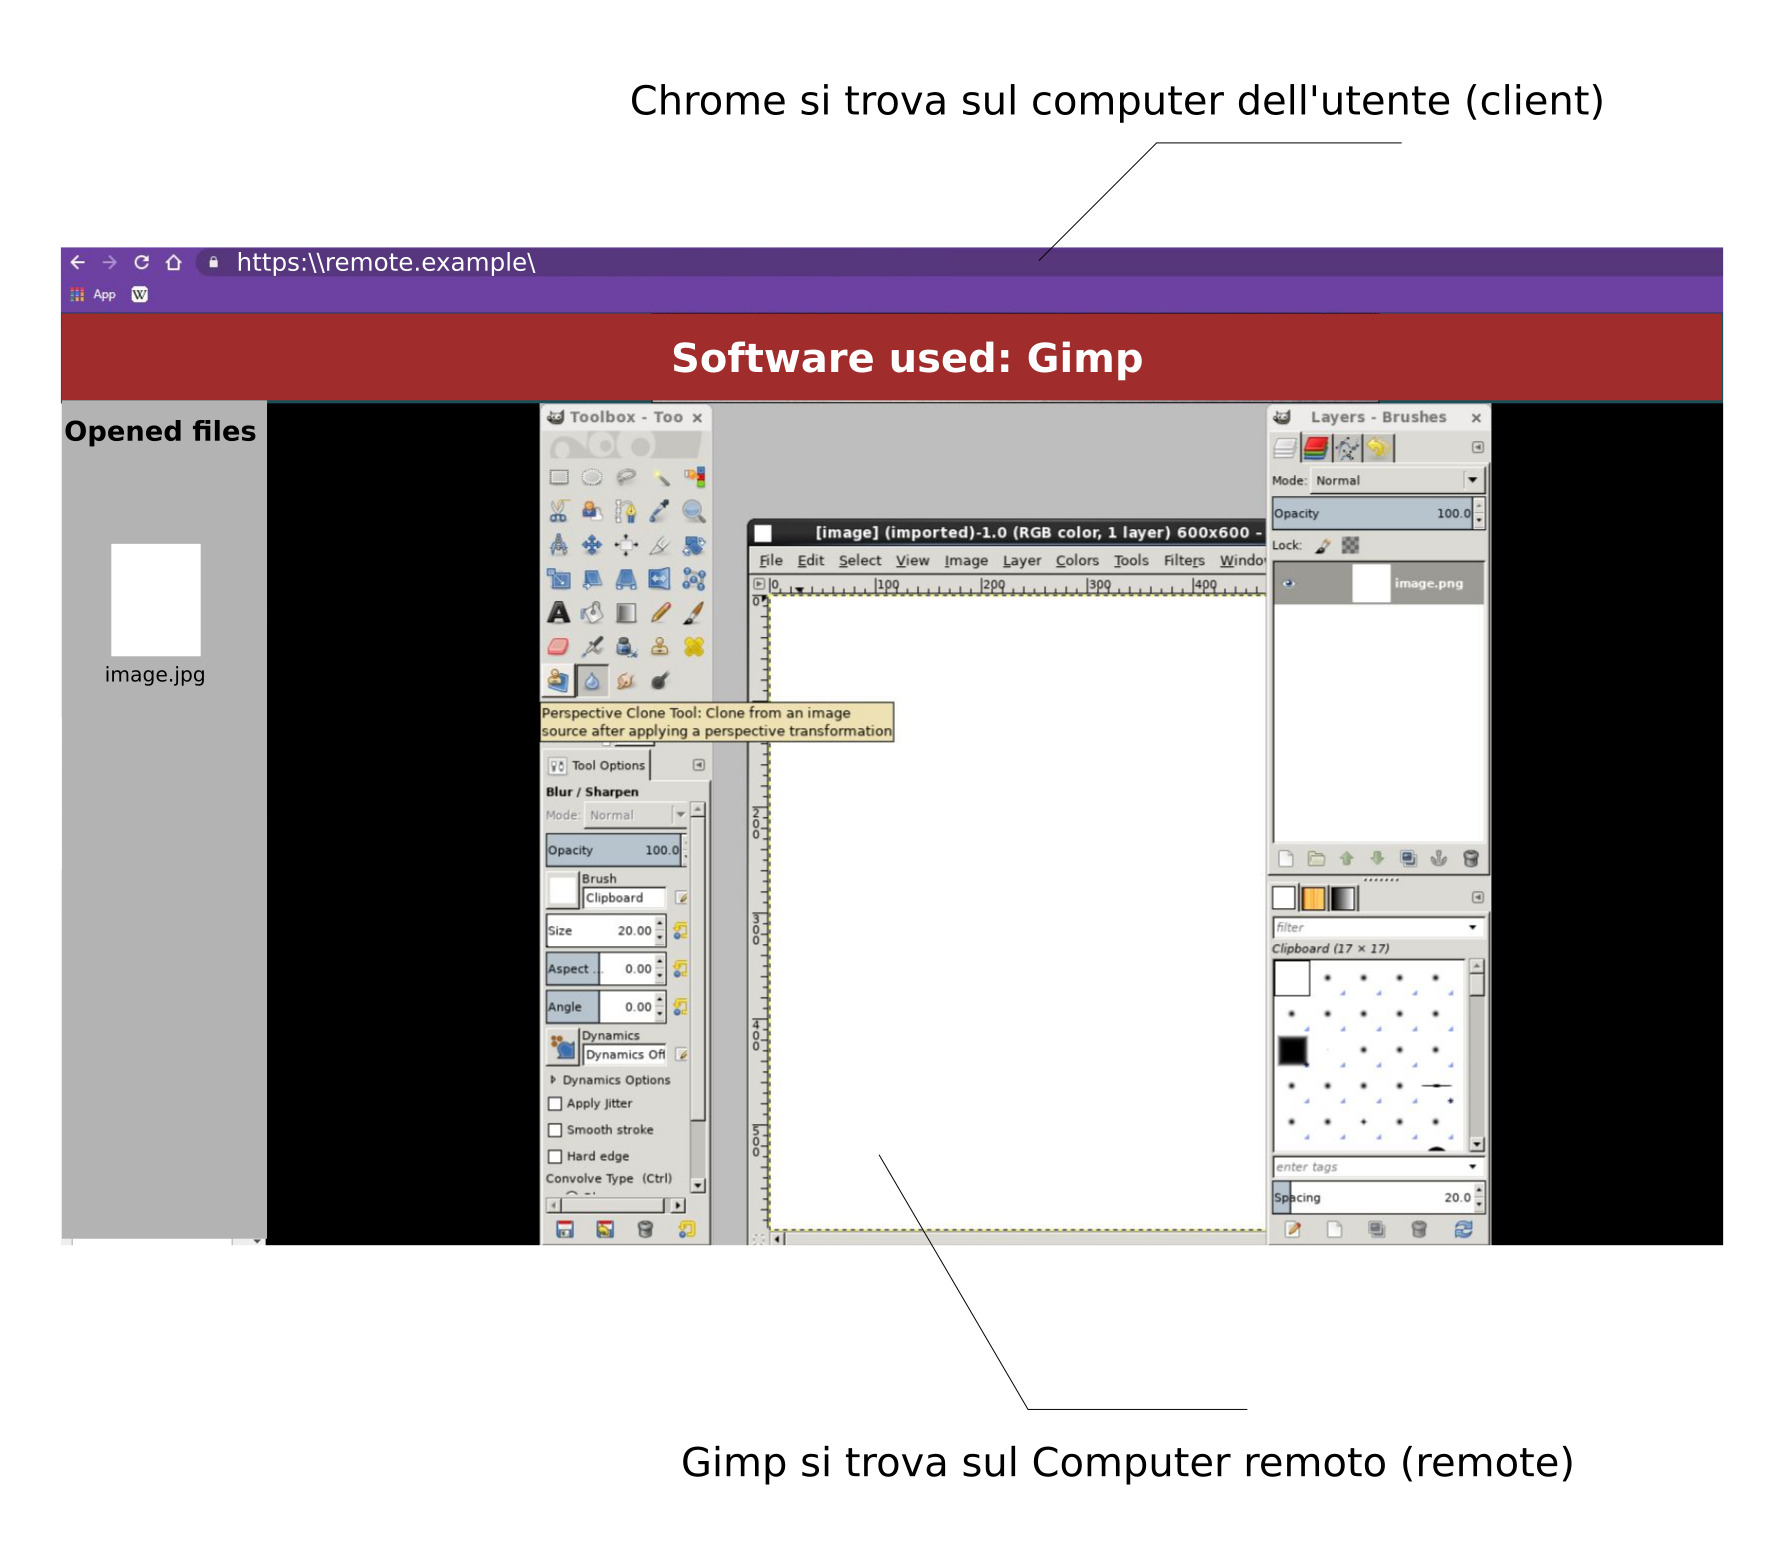 Chrome si trova sul computer dell'utente (client)
https:\\remote.example\
App W
Software used: Gimp
Opened files
image.jpg
Toolbox - Too
Perspective Clone Tool: Clone from an image
source after applying a perspective transformation
Tool Options
Blur / Sharpen
Mode: Normal
Opacity 100.0
Brush
Clipboard
Size 20.00
Aspect ... 0.00
Angle 0.00
Dynamics
Dynamics Off
Dynamics Options
Apply Jitter
Smooth stroke
Hard edge
Convolve Type (Ctrl)
[image] (imported)-1.0 (RGB color, 1 layer) 600x600 –
File Edit Select View Image Layer Colors Tools Filters Windo
0 100 200 300 400
0
200
300
400
500
Layers - Brushes
Mode: Normal
Opacity 100.0
Lock:
image.png
filter
Clipboard (17 × 17)
enter tags
Spacing 20.0
Gimp si trova sul Computer remoto (remote)